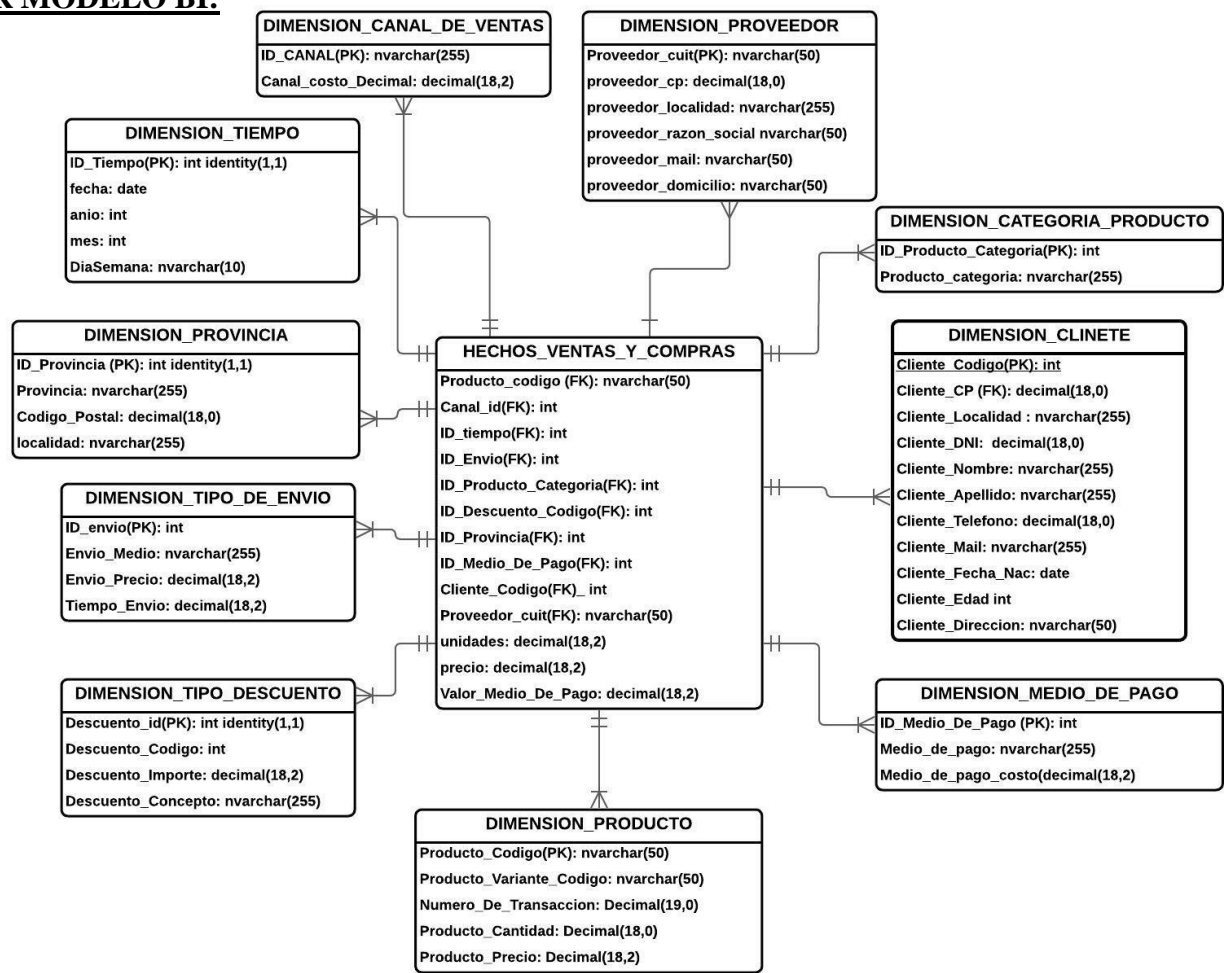 R MODELO BI:
DIMENSION_CANAL_DE_VENTAS
ID_CANAL(PK): nvarchar(255)
Canal_costo_Decimal: decimal(18,2)
DIMENSION_PROVEEDOR
Proveedor_cuit(PK): nvarchar(50)
proveedor_cp: decimal(18,0)
proveedor_localidad: nvarchar(255)
proveedor_razon_social nvarchar(50)
proveedor_mail: nvarchar(50)
proveedor_domicilio: nvarchar(50)
DIMENSION_TIEMPO
ID_Tiempo(PK): int identity(1,1)
fecha: date
anio: int
mes: int
DiaSemana: nvarchar(10)
DIMENSION_CATEGORIA_PRODUCTO
ID_Producto_Categoria(PK): int
Producto_categoria: nvarchar(255)
DIMENSION_PROVINCIA
ID_Provincia (PK): int identity(1,1)
Provincia: nvarchar(255)
Codigo_Postal: decimal(18,0)
localidad: nvarchar(255)
HECHOS_VENTAS_Y_COMPRAS
Producto_codigo (FK): nvarchar(50)
Canal_id(FK): int
ID_tiempo(FK): int
ID_Envio(FK): int
ID_Producto_Categoria(FK): int
ID_Descuento_Codigo(FK): int
ID_Provincia(FK): int
ID_Medio_De_Pago(FK): int
Cliente_Codigo(FK)_ int
Proveedor_cuit(FK): nvarchar(50)
unidades: decimal(18,2)
precio: decimal(18,2)
Valor_Medio_De_Pago: decimal(18,2)
DIMENSION_CLINETE
Cliente_Codigo(PK): int
Cliente_CP (FK): decimal(18,0)
Cliente_Localidad : nvarchar(255)
Cliente_DNI: decimal(18,0)
Cliente_Nombre: nvarchar(255)
Cliente_Apellido: nvarchar(255)
Cliente_Telefono: decimal(18,0)
Cliente_Mail: nvarchar(255)
Cliente_Fecha_Nac: date
Cliente_Edad int
Cliente_Direccion: nvarchar(50)
DIMENSION_TIPO_DE_ENVIO
ID_envio(PK): int
Envio_Medio: nvarchar(255)
Envio_Precio: decimal(18,2)
Tiempo_Envio: decimal(18,2)
DIMENSION_TIPO_DESCUENTO
Descuento_id(PK): int identity(1,1)
Descuento_Codigo: int
Descuento_Importe: decimal(18,2)
Descuento_Concepto: nvarchar(255)
DIMENSION_MEDIO_DE_PAGO
ID_Medio_De_Pago (PK): int
Medio_de_pago: nvarchar(255)
Medio_de_pago_costo(decimal(18,2)
DIMENSION_PRODUCTO
Producto_Codigo(PK): nvarchar(50)
Producto_Variante_Codigo: nvarchar(50)
Numero_De_Transaccion: Decimal(19,0)
Producto_Cantidad: Decimal(18,0)
Producto_Precio: Decimal(18,2)